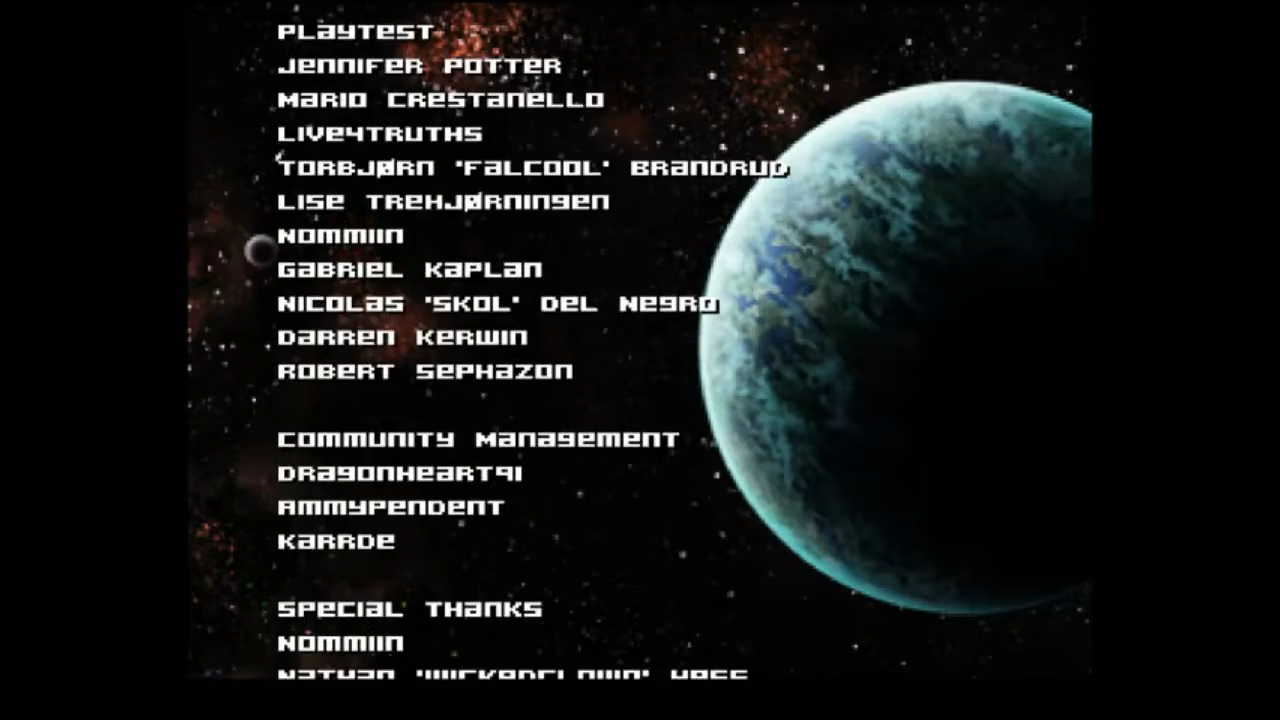 PLAYTEST
JENNIFER POTTER
MARIO CRESTANELLO
LIVE4TRUTHS
TORBJØRN 'FALCOOL' BRANDRUD
LISE TREHJØRNINGEN
NOMMIIN
GABRIEL KAPLAN
NICOLAS 'SKOL' DEL NEGRO
DARREN KERWIN
ROBERT SEPHAZON
COMMUNITY MANAGEMENT
DRAGONHEART91
AMMYPENDENT
KARRDE
SPECIAL THANKS
NOMMIIN
NATHAN